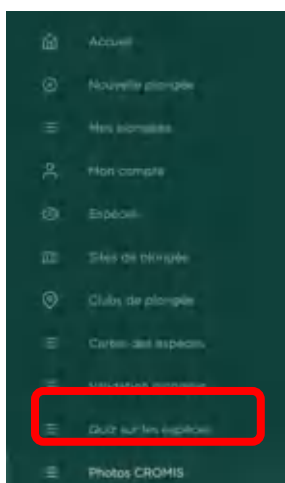 Accueil
Nouvelle plongée
Mes plongées
Mon compte
Espèces
Sites de plongée
Clubs de plongée
Cartes des espèces
Validation
Quiz sur les espèces
Photos CROMIS